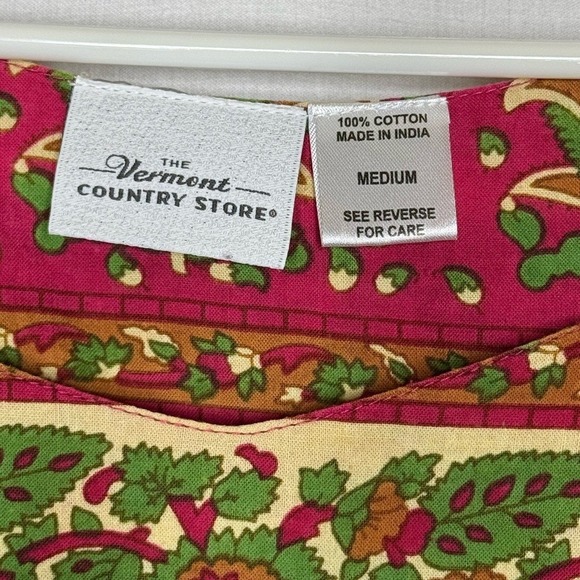 THE
Vermont
COUNTRY STORE®
100% COTTON
MADE IN INDIA
MEDIUM
SEE REVERSE
FOR CARE